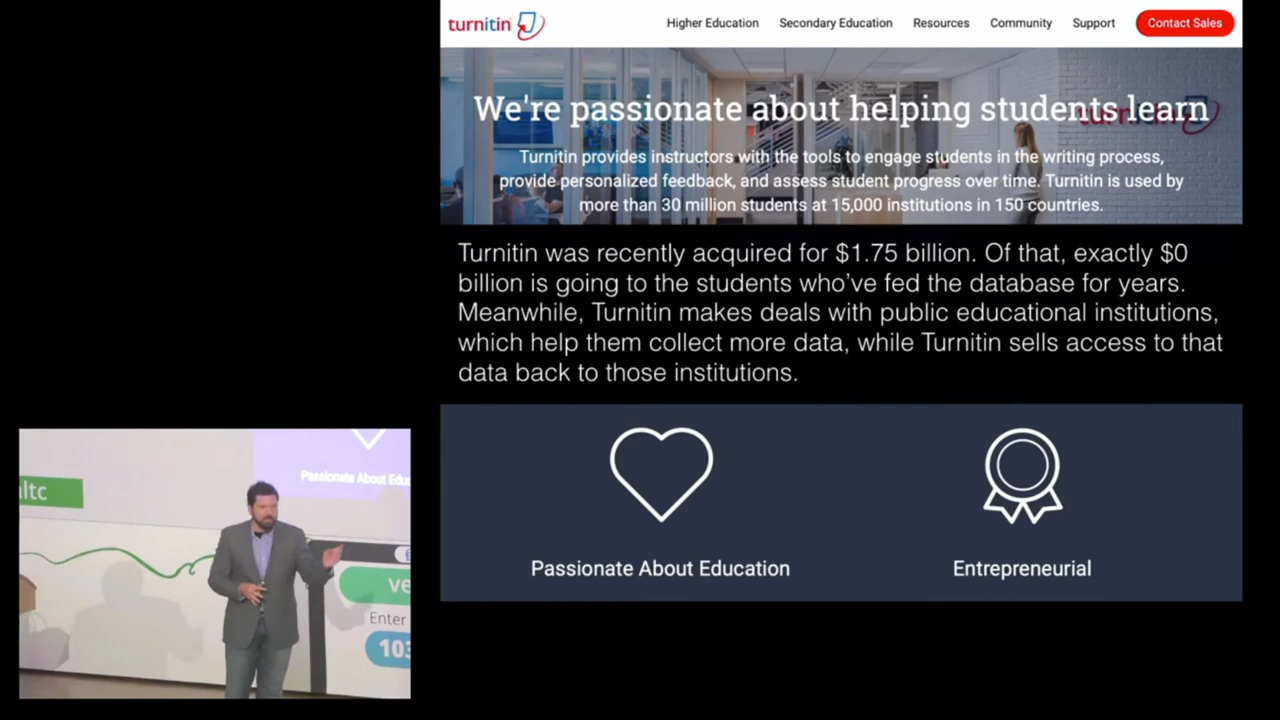 turnitin
Higher Education Secondary Education Resources Community Support Contact Sales
We're passionate about helping students learn
turnitin
Turnitin provides instructors with the tools to engage students in the writing process,
provide personalized feedback, and assess student progress over time. Turnitin is used by
more than 30 million students at 15,000 institutions in 150 countries.
Turnitin was recently acquired for $1.75 billion. Of that, exactly $0
billion is going to the students who’ve fed the database for years.
Meanwhile, Turnitin makes deals with public educational institutions,
which help them collect more data, while Turnitin sells access to that
data back to those institutions.
Passionate About Education
Entrepreneurial
Passionate About Educ
ltc
ve
Enter
103